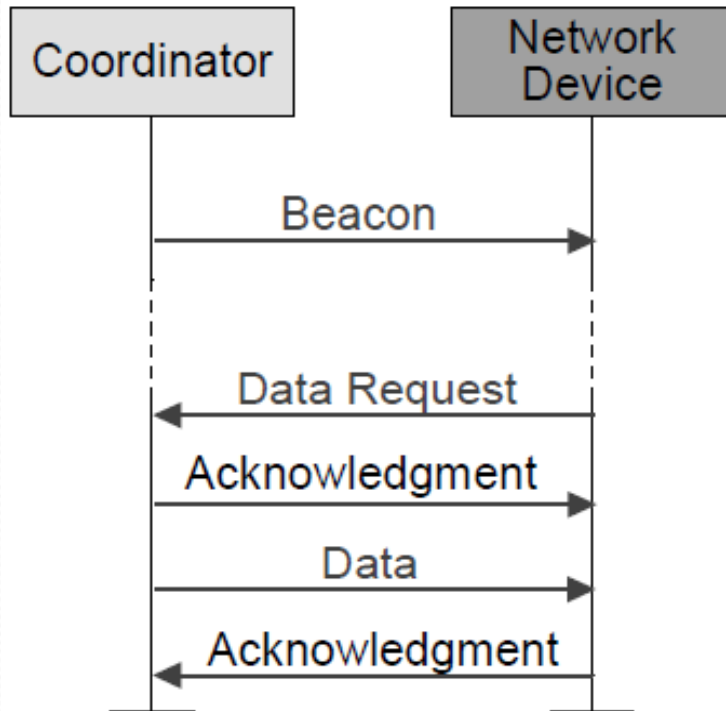 Coordinator
Network
Device
Beacon
Data Request
Acknowledgment
Data
Acknowledgment